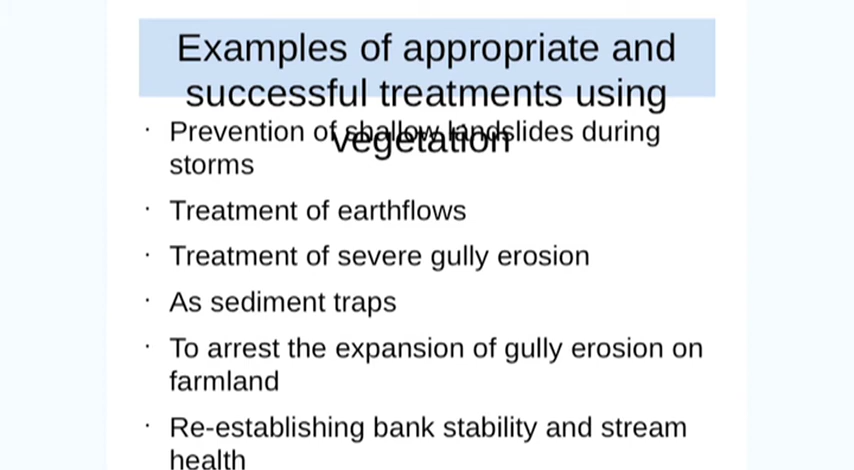 Examples of appropriate and
successful treatments using
vegetation
· Prevention of shallow landslides during
storms
· Treatment of earthflows
· Treatment of severe gully erosion
· As sediment traps
· To arrest the expansion of gully erosion on
farmland
· Re-establishing bank stability and stream
health